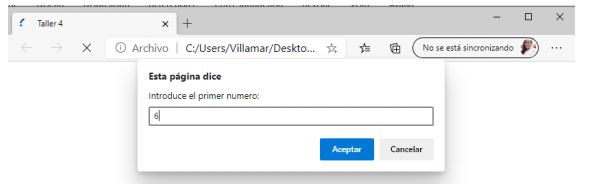 Taller 4
Archivo | C:/Users/Villamar/Deskto...
No se está sincronizando
Esta página dice
Introduce el primer numero:
6
Aceptar
Cancelar